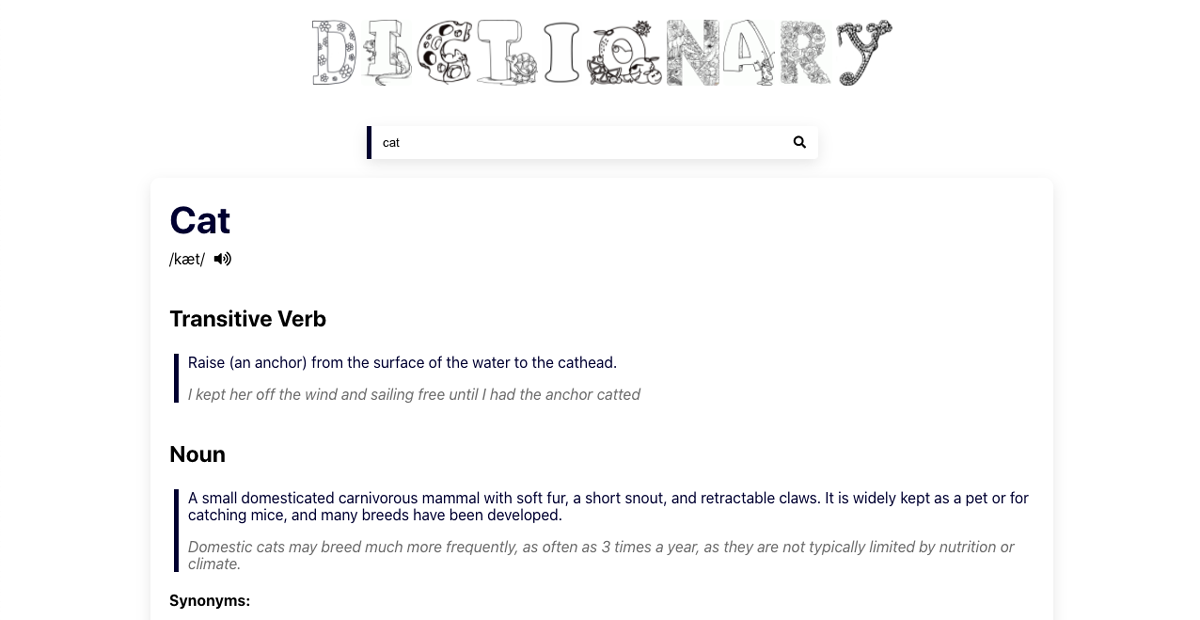 DICTIONARY
cat
Cat
/kæt/
Transitive Verb
Raise (an anchor) from the surface of the water to the cathead.
I kept her off the wind and sailing free until I had the anchor catted
Noun
A small domesticated carnivorous mammal with soft fur, a short snout, and retractable claws. It is widely kept as a pet or for
catching mice, and many breeds have been developed.
Domestic cats may breed much more frequently, as often as 3 times a year, as they are not typically limited by nutrition or
climate.
Synonyms: